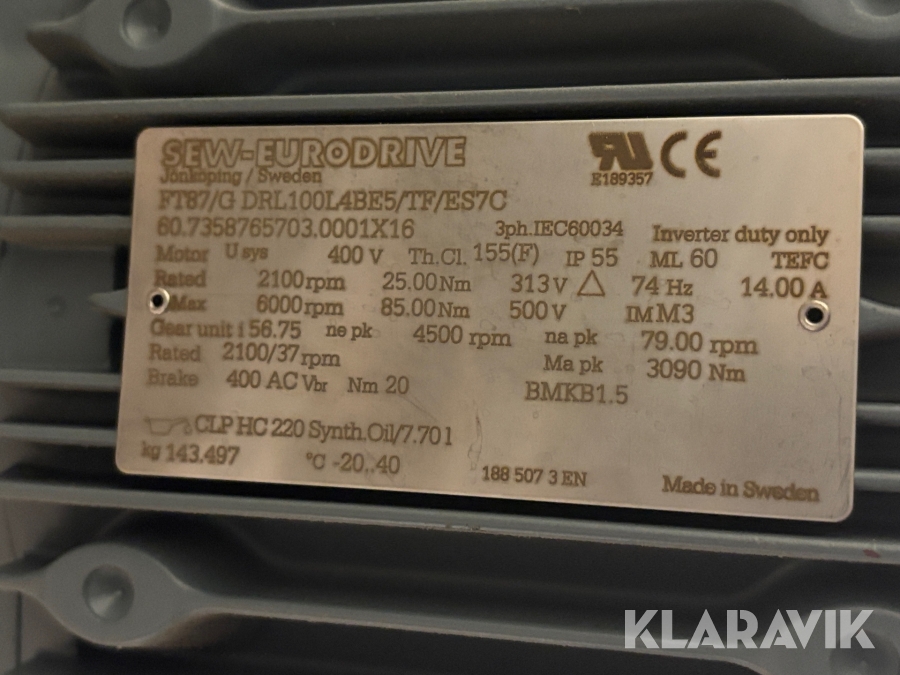 SEW-EURODRIVE
Jönköping / Sweden
E189357
CE
FT87/G DRL100L4BE5/TF/ES7C
60.7358765703.0001X16 3ph.IEC60034 Inverter duty only
Motor U sys 400 V Th.Cl. 155(F) IP 55 ML 60 TEFC
Rated 2100 rpm 25.00 Nm 313 V △ 74 Hz 14.00 A
Max 6000 rpm 85.00 Nm 500 V IM M3
Gear unit i 56.75 ne pk 4500 rpm na pk 79.00 rpm
Rated 2100/37 rpm Ma pk 3090 Nm
Brake 400 AC Vbr Nm 20 BMKB1.5
CLP HC 220 Synth.Oil/7.70 l
kg 143.497 °C -20..40 188 507 3 EN Made in Sweden
KLARAVIK